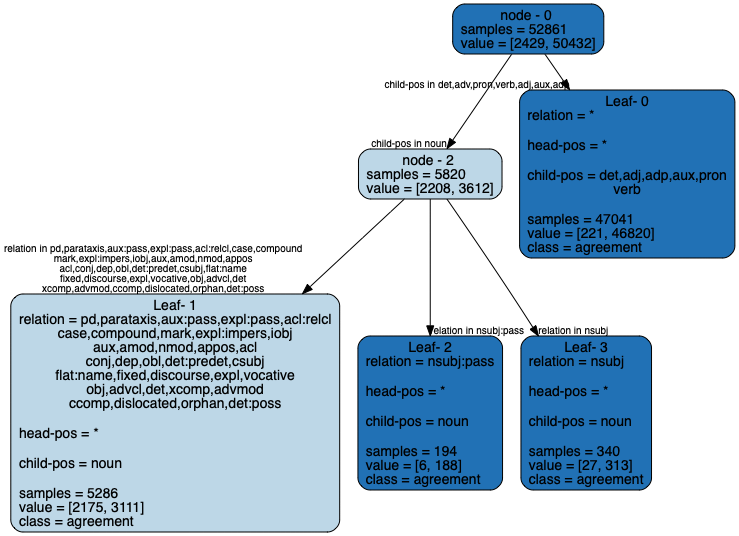 node - 0
samples = 52861
value = [2429, 50432]
child-pos in det,adv,pron,verb,adj,aux,adp
Leaf- 0
relation = *
head-pos = *
child-pos = det,adj,adp,aux,pron
verb
samples = 47041
value = [221, 46820]
class = agreement
child-pos in noun
node - 2
samples = 5820
value = [2208, 3612]
relation in pd,parataxis,aux:pass,expl:pass,acl:relcl,case,compound
mark,expl:impers,iobj,aux,amod,nmod,appos
acl,conj,dep,obl,det:predet,csubj,flat:name
fixed,discourse,expl,vocative,obj,advcl,det
xcomp,advmod,ccomp,dislocated,orphan,det:poss
Leaf- 1
relation = pd,parataxis,aux:pass,expl:pass,acl:relcl
case,compound,mark,expl:impers,iobj
aux,amod,nmod,appos,acl
conj,dep,obl,det:predet,csubj
flat:name,fixed,discourse,expl,vocative
obj,advcl,det,xcomp,advmod
ccomp,dislocated,orphan,det:poss
head-pos = *
child-pos = noun
samples = 5286
value = [2175, 3111]
class = agreement
relation in nsubj:pass
Leaf- 2
relation = nsubj:pass
head-pos = *
child-pos = noun
samples = 194
value = [6, 188]
class = agreement
relation in nsubj
Leaf- 3
relation = nsubj
head-pos = *
child-pos = noun
samples = 340
value = [27, 313]
class = agreement